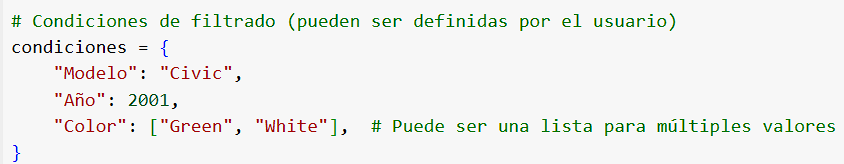 # Condiciones de filtrado (pueden ser definidas por el usuario)
condiciones = {
    "Modelo": "Civic",
    "Año": 2001,
    "Color": ["Green", "White"],  # Puede ser una lista para múltiples valores
}